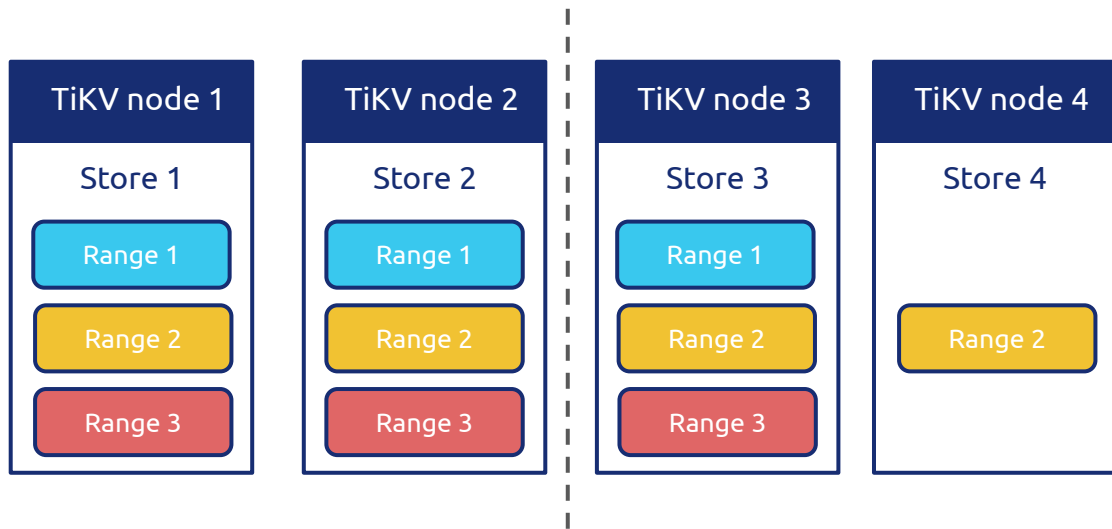 TiKV node 1
Store 1
Range 1
Range 2
Range 3
TiKV node 2
Store 2
Range 1
Range 2
Range 3
TiKV node 3
Store 3
Range 1
Range 2
Range 3
TiKV node 4
Store 4
Range 2